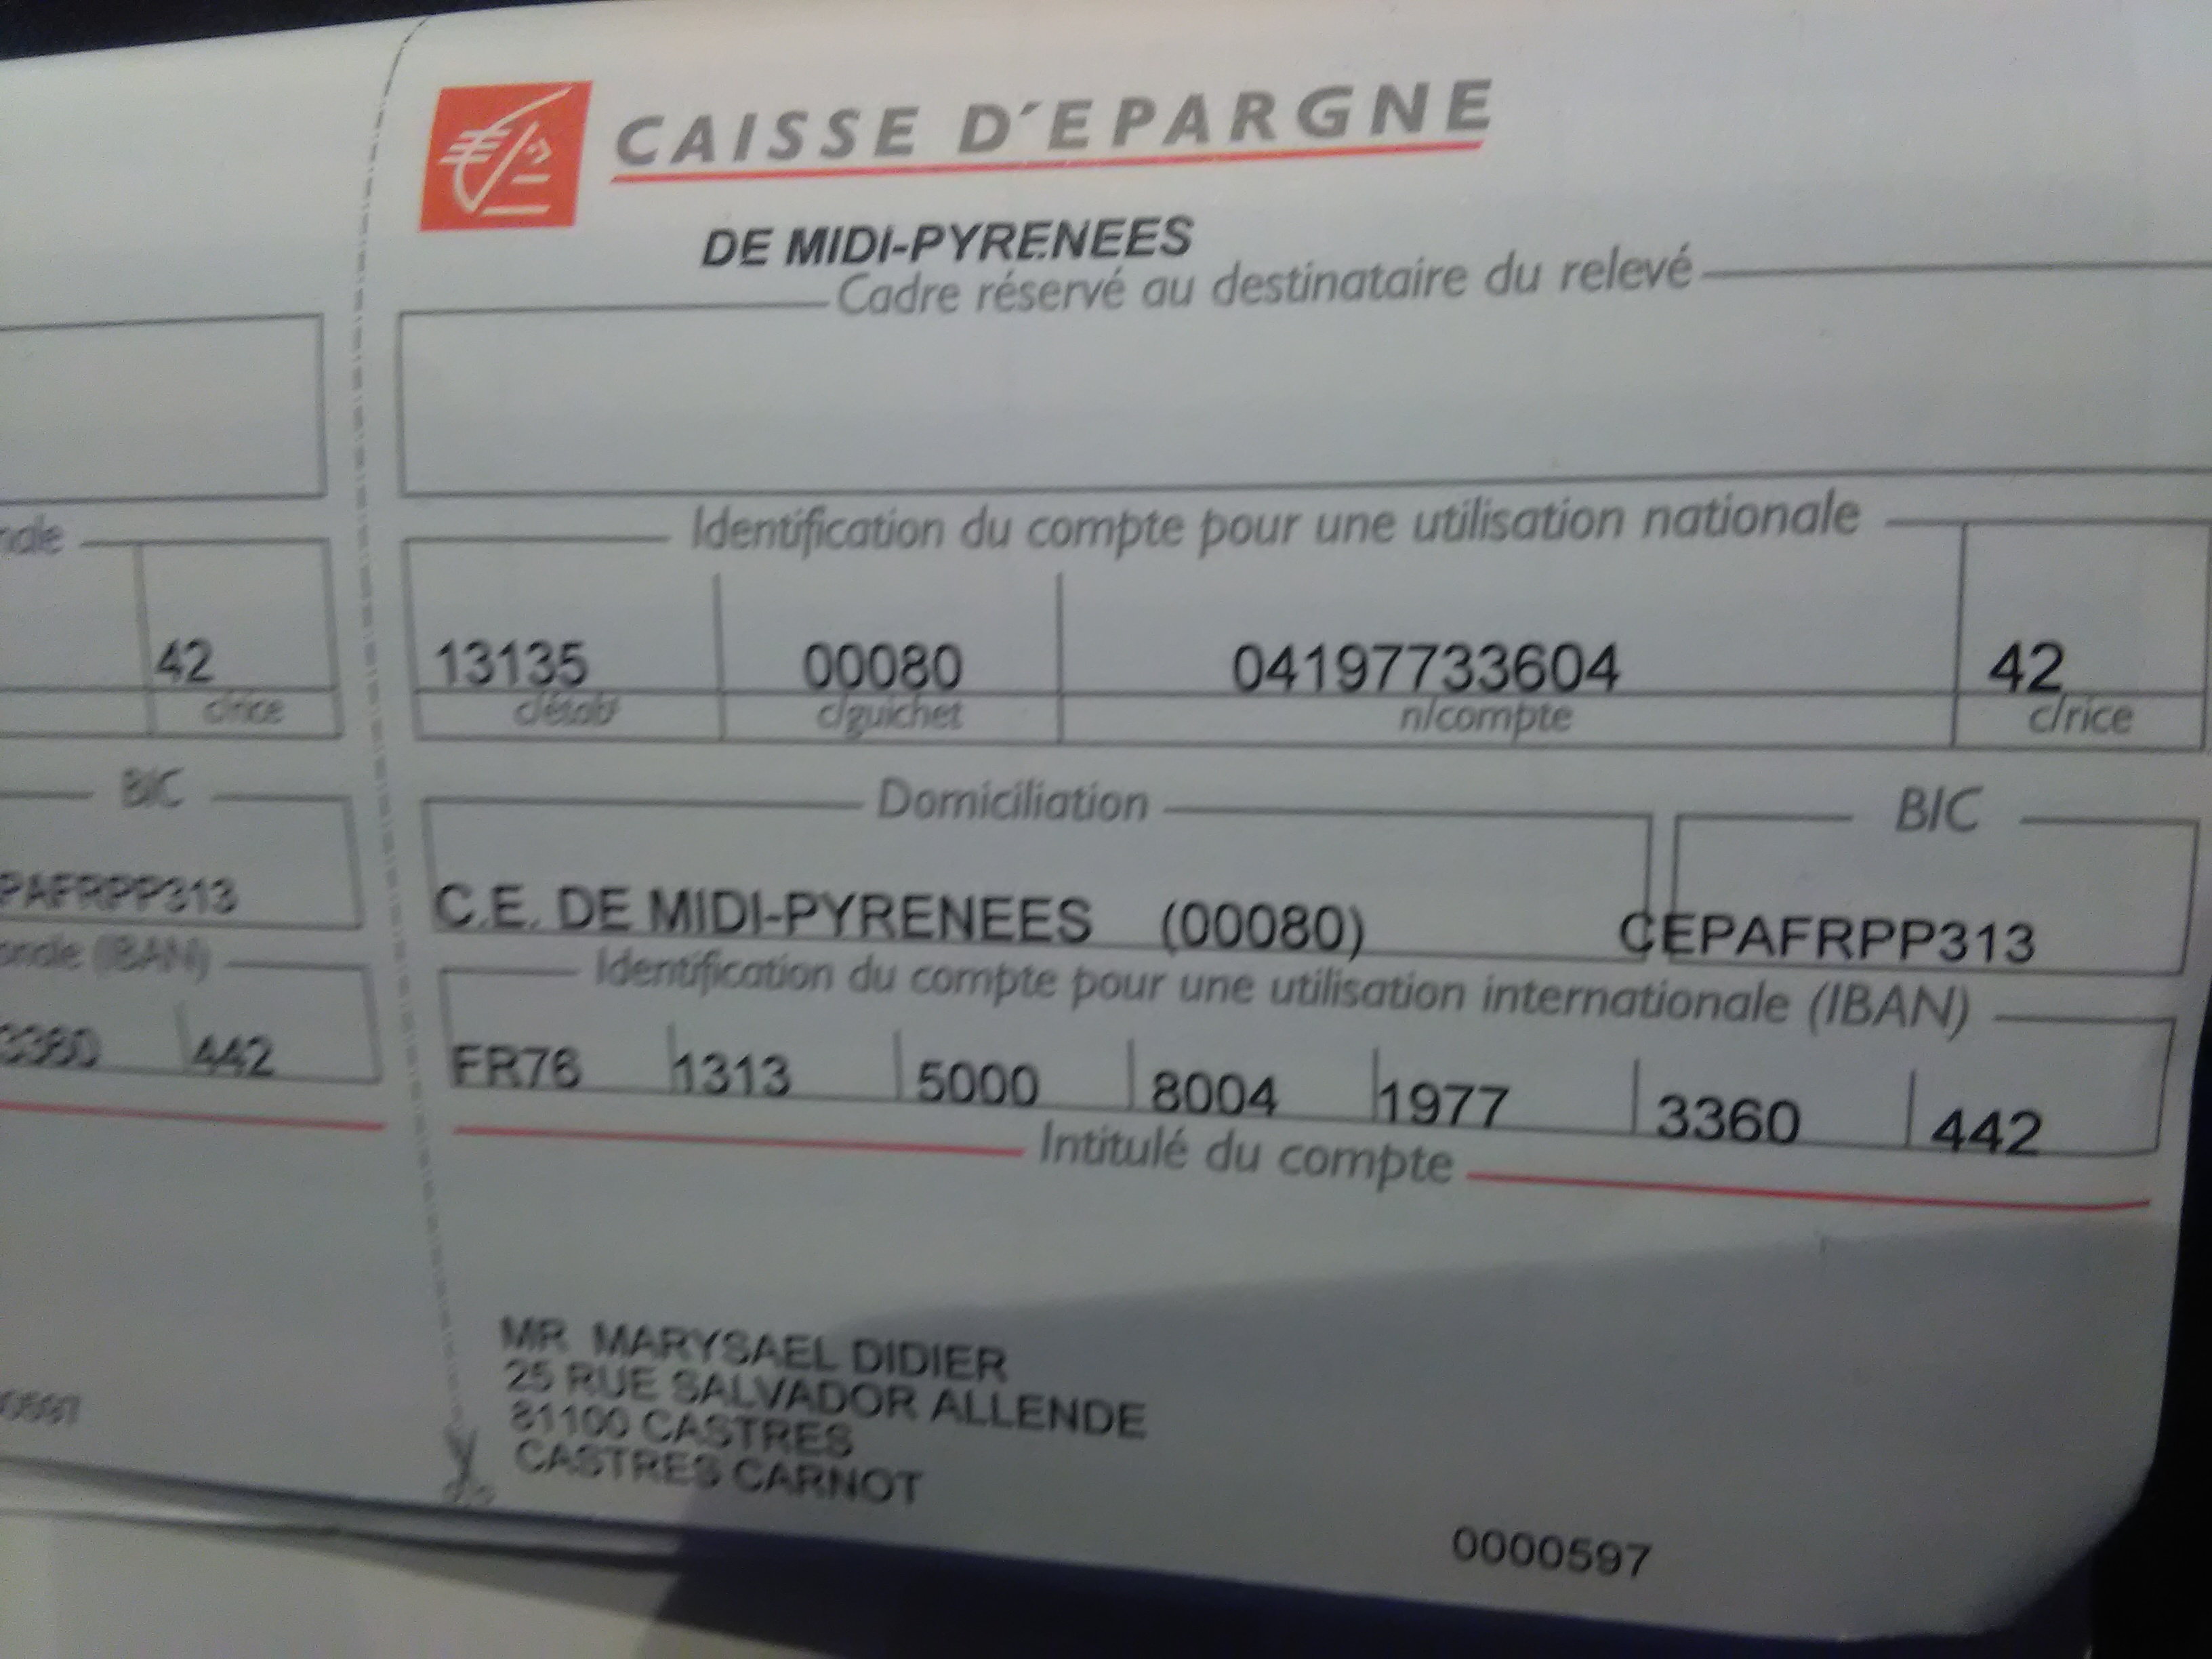 CAISSE D'EPARGNE
DE MIDI-PYRENEES
Cadre réservé au destinataire du relevé
Identification du compte pour une utilisation nationale
13135 00080 04197733604 42
c/étab/ c/guichet n/compte c/rice
Domiciliation BIC
C.E. DE MIDI-PYRENEES (00080) CEPAFRPP313
Identification du compte pour une utilisation internationale (IBAN)
FR76 1313 5000 8004 1977 3360 442
Intitulé du compte
MR MARYSAEL DIDIER
25 RUE SALVADOR ALLENDE
81100 CASTRES
CASTRES CARNOT
0000597
42
c/rice
BIC
PAFRPP313
(IBAN)
3360 442